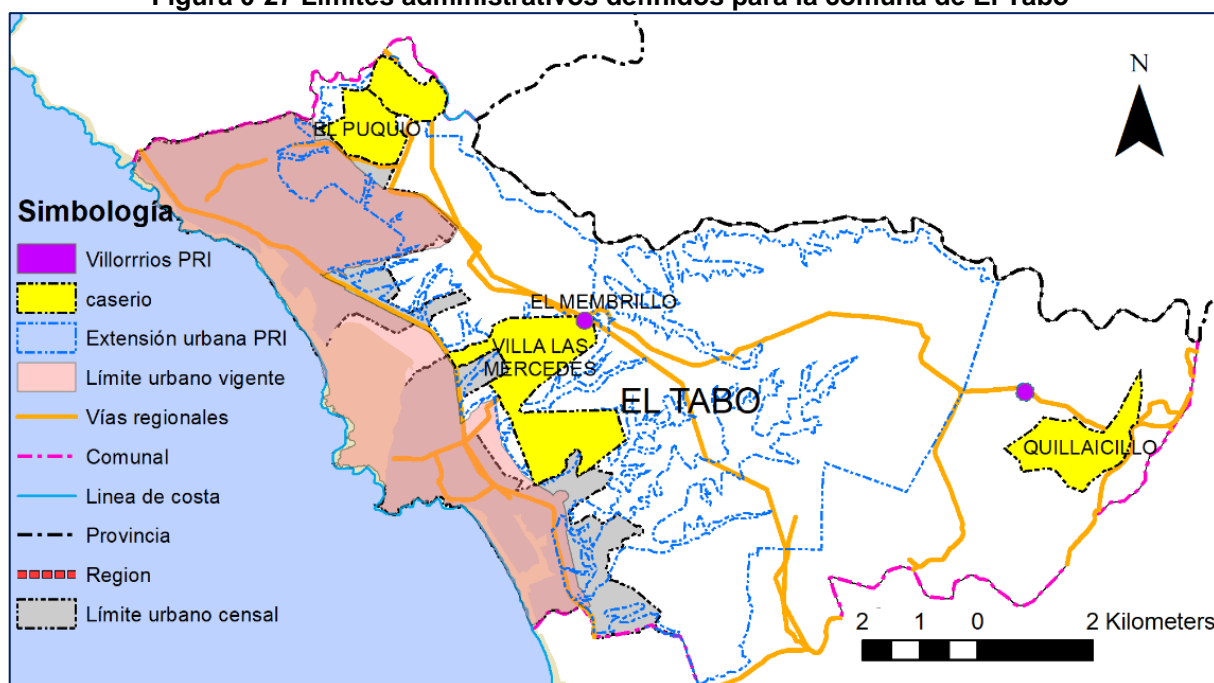 Figura 6-27 Límites administrativos definidos para la comuna de El Tabo
N
EL PUQUIO
Simbología
Villorrrios PRI
caserio
Extensión urbana PRI
Límite urbano vigente
Vías regionales
Comunal
Linea de costa
Provincia
Region
Límite urbano censal
EL MEMBRILLO
VILLA LAS
MERCEDES
EL TABO
QUILLAICILLO
2 1 0 2 Kilometers